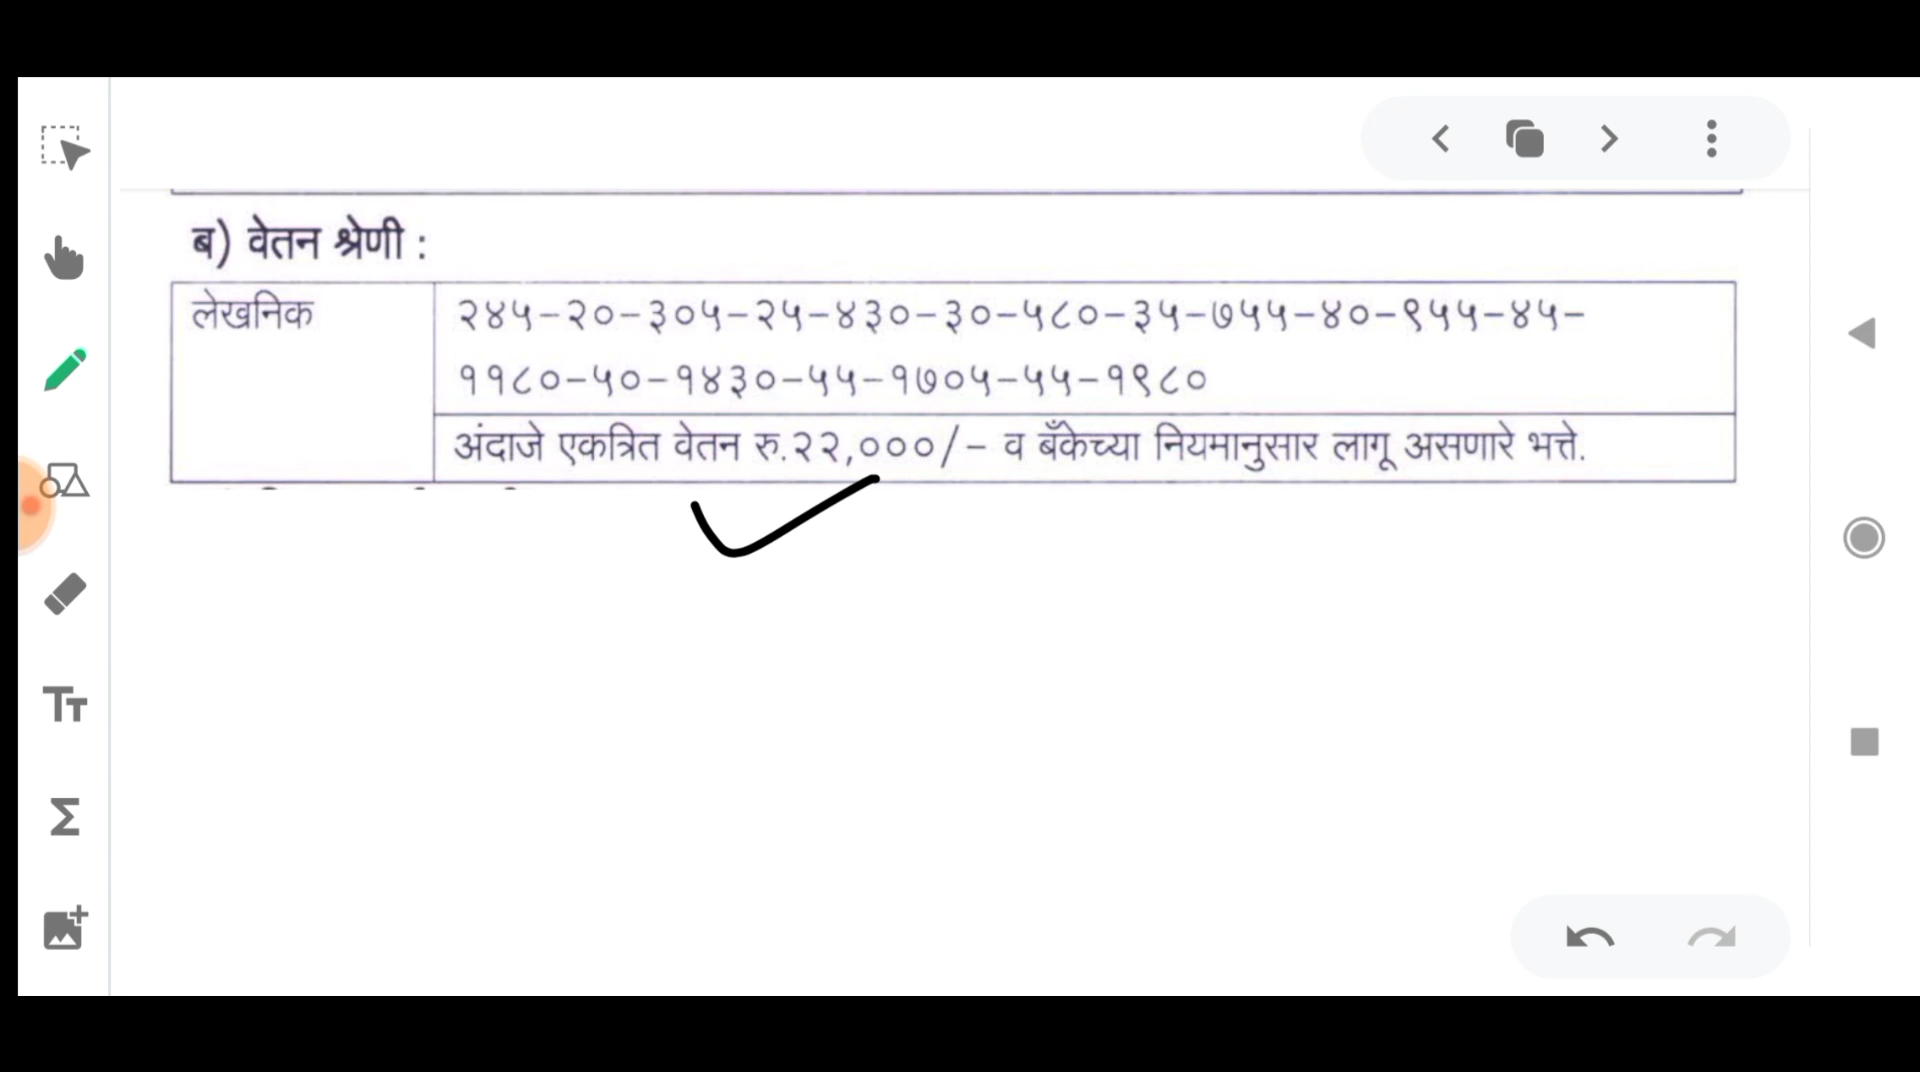 ब) वेतन श्रेणी :
लेखनिक
२४५-२०-३०५-२५-४३०-३०-५८०-३५-७५५-४०-९५५-४५-
११८०-५०-१४३०-५५-१७०५-५५-१९८०
अंदाजे एकत्रित वेतन रु.२२,०००/- व बँकेच्या नियमानुसार लागू असणारे भत्ते.